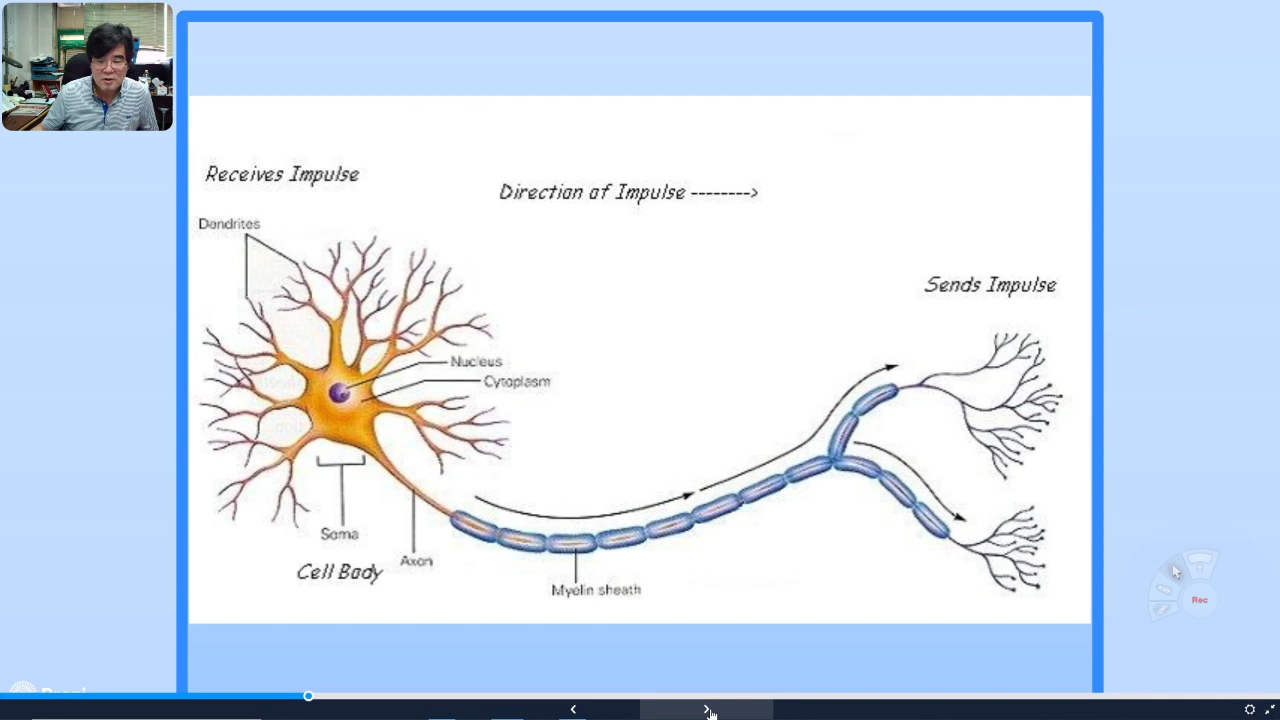 Receives Impulse
Direction of Impulse -------->
Dendrites
Sends Impulse
Nucleus
Cytoplasm
Soma
Axon
Cell Body
Myelin sheath
Rec